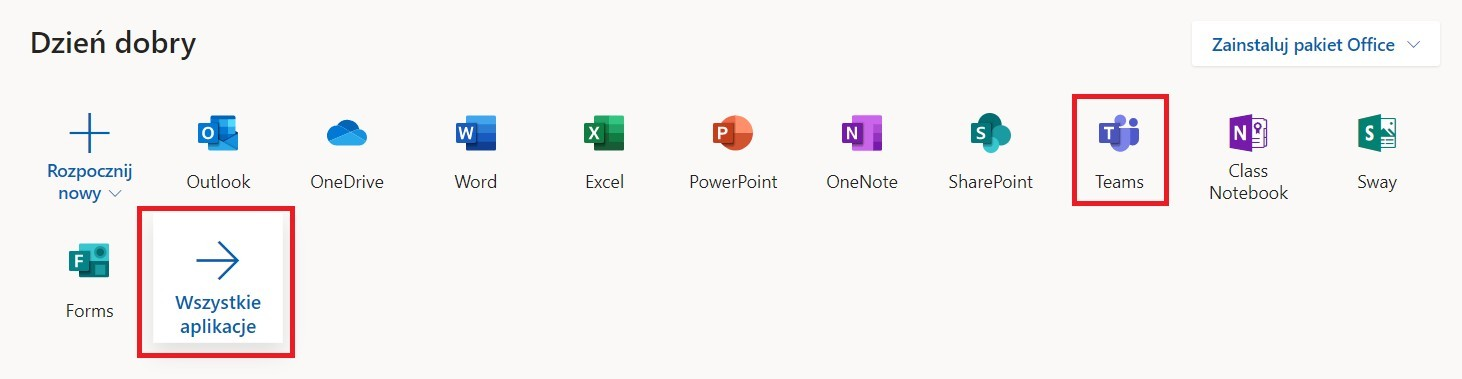 Dzień dobry
Zainstaluj pakiet Office
Rozpocznij
nowy
Outlook
OneDrive
Word
Excel
PowerPoint
OneNote
SharePoint
Teams
Class
Notebook
Sway
Forms
Wszystkie
aplikacje